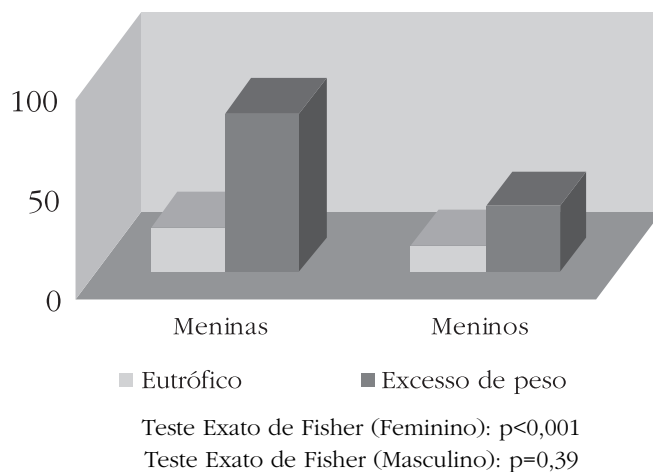 100
50
0
Meninas Meninos
Eutrófico Excesso de peso
Teste Exato de Fisher (Feminino): p<0,001
Teste Exato de Fisher (Masculino): p=0,39